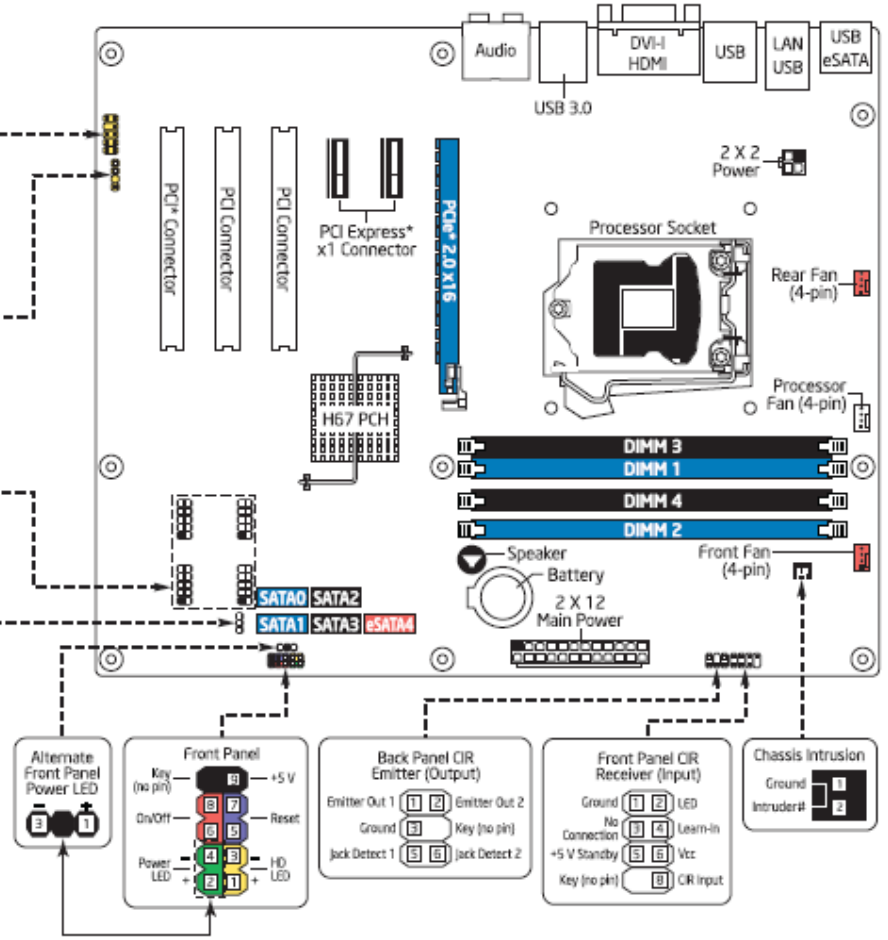 Audio
USB 3.0
DVI-I
HDMI
USB
LAN
USB
USB
eSATA
2 X 2
Power
PCI* Connector
PCI Connector
PCI Connector
PCI Express*
x1 Connector
PCIe* 2.0 x16
Processor Socket
Rear Fan
(4-pin)
Processor
Fan (4-pin)
H67 PCH
DIMM 3
DIMM 1
DIMM 4
DIMM 2
Speaker
Battery
Front Fan
(4-pin)
SATA0 SATA2
SATA1 SATA3 eSATA4
2 X 12
Main Power
Alternate
Front Panel
Power LED
- +
3 1
Front Panel
Key
(no pin)
9 +5 V
On/Off 8 7 Reset
6 5
Power
LED
- 4 3 -
+ 2 1 +
HD
LED
Back Panel CIR
Emitter (Output)
Emitter Out 1 1 2 Emitter Out 2
Ground 3 Key (no pin)
Jack Detect 1 5 6 Jack Detect 2
Front Panel CIR
Receiver (Input)
Ground 1 2 LED
No
Connection 3 4 Learn-In
+5 V Standby 5 6 Vcc
Key (no pin) 8 CIR Input
Chassis Intrusion
Ground 1
Intruder# 2